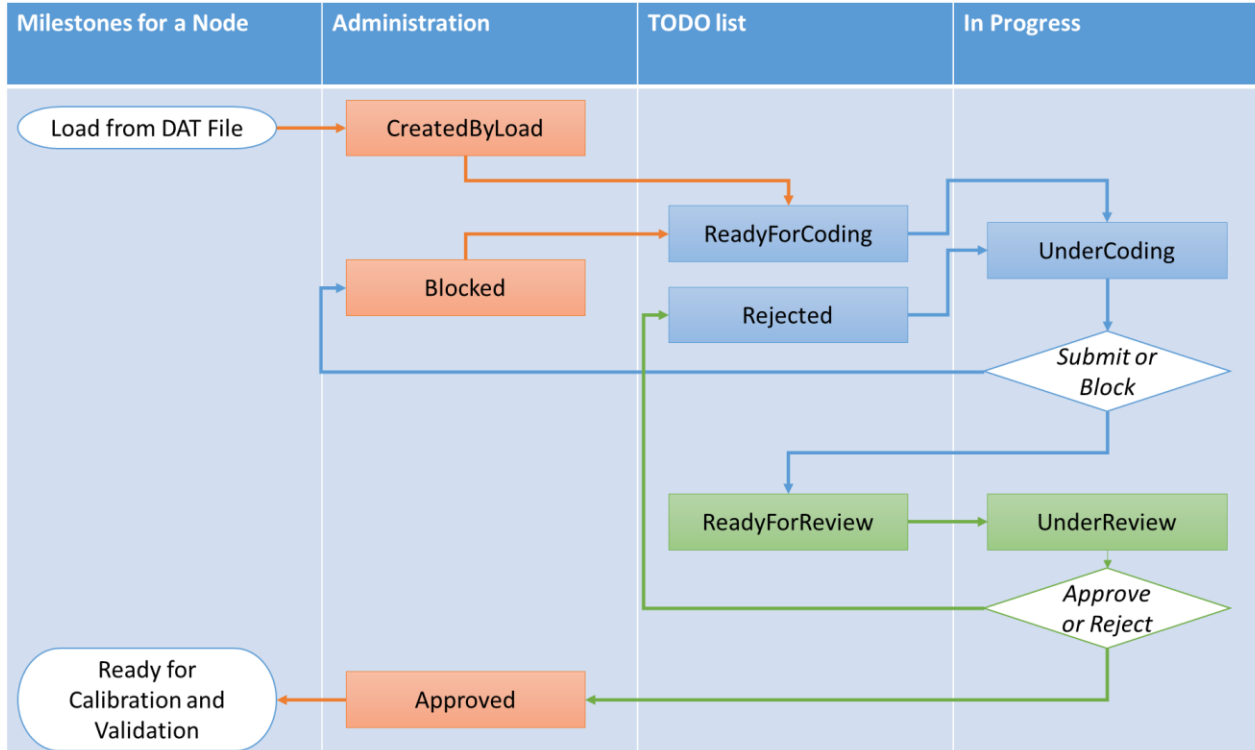 Milestones for a Node
Administration
TODO list
In Progress
Load from DAT File
CreatedByLoad
ReadyForCoding
UnderCoding
Blocked
Rejected
Submit or
Block
ReadyForReview
UnderReview
Approve
or Reject
Ready for
Calibration and
Validation
Approved